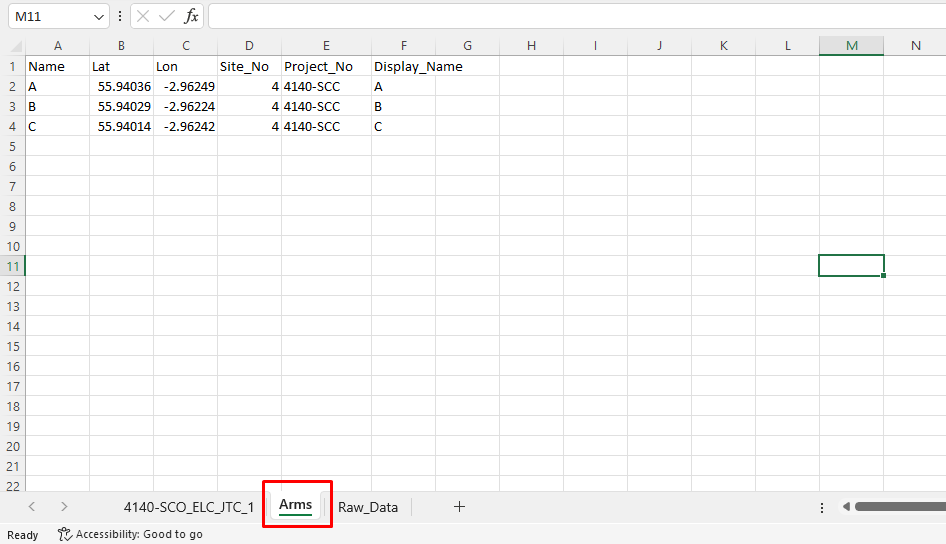 M11
fx
A B C D E F G H I J K L M N
1 Name Lat Lon Site_No Project_No Display_Name
2 A 55.94036 -2.96249 4 4140-SCC A
3 B 55.94029 -2.96224 4 4140-SCC B
4 C 55.94014 -2.96242 4 4140-SCC C
5
6
7
8
9
10
11
12
13
14
15
16
17
18
19
20
21
22
4140-SCO_ELC_JTC_1 Arms Raw_Data
Ready Accessibility: Good to go